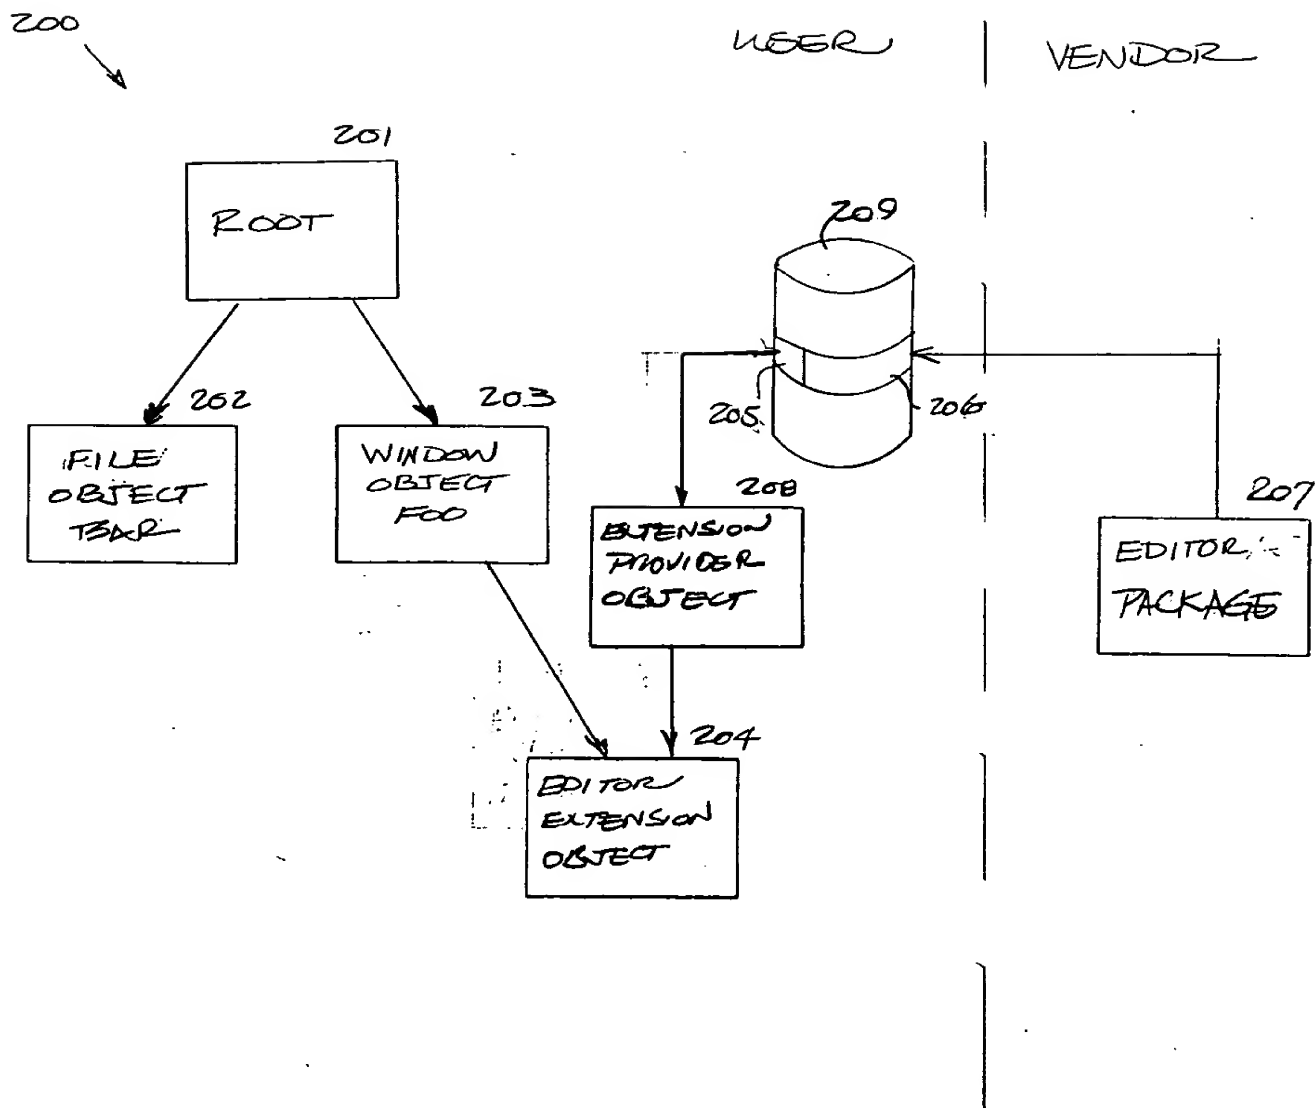 200
USER
VENDOR
201
ROOT
209
202
FILE
OBJECT
BAR
203
WINDOW
OBJECT
FOO
205
206
208
EXTENSION
PROVIDER
OBJECT
207
EDITOR
PACKAGE
204
EDITOR
EXTENSION
OBJECT